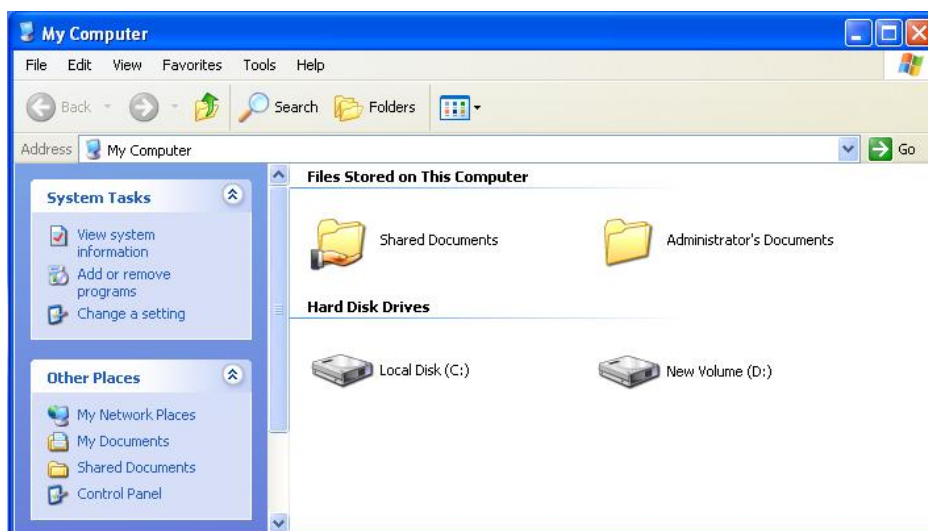 My Computer
File Edit View Favorites Tools Help
Back Search Folders
Address My Computer Go
System Tasks
View system
information
Add or remove
programs
Change a setting
Other Places
My Network Places
My Documents
Shared Documents
Control Panel
Files Stored on This Computer
Shared Documents Administrator's Documents
Hard Disk Drives
Local Disk (C:) New Volume (D:)